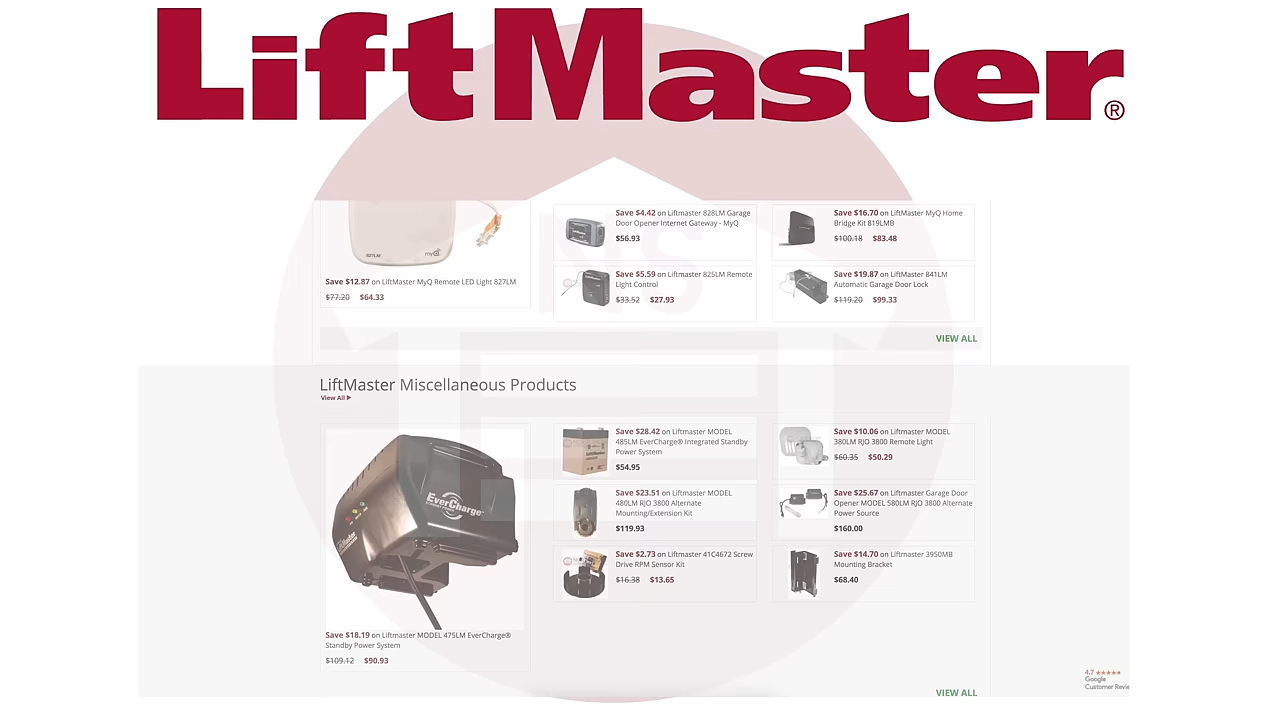 LiftMaster®
827LM
myQ
Save $12.87 on LiftMaster MyQ Remote LED Light 827LM
$77.20 $64.33
Save $4.42 on Liftmaster 828LM Garage
Door Opener Internet Gateway - MyQ
$56.93
Save $16.70 on LiftMaster MyQ Home
Bridge Kit 819LMB
$100.18 $83.48
Save $5.59 on Liftmaster 825LM Remote
Light Control
$33.52 $27.93
Save $19.87 on LiftMaster 841LM
Automatic Garage Door Lock
$119.20 $99.33
VIEW ALL
LiftMaster Miscellaneous Products
View All
EverCharge
LiftMaster
Save $18.19 on Liftmaster MODEL 475LM EverCharge®
Standby Power System
$109.12 $90.93
Save $28.42 on Liftmaster MODEL
485LM EverCharge® Integrated Standby
Power System
$54.95
Save $10.06 on Liftmaster MODEL
380LM RJO 3800 Remote Light
$60.35 $50.29
Save $23.51 on Liftmaster MODEL
480LM RJO 3800 Alternate
Mounting/Extension Kit
$119.93
Save $25.67 on Liftmaster Garage Door
Opener MODEL 580LM RJO 3800 Alternate
Power Source
$160.00
Save $2.73 on Liftmaster 41C4672 Screw
Drive RPM Sensor Kit
$16.38 $13.65
Save $14.70 on Liftmaster 3950MB
Mounting Bracket
$68.40
VIEW ALL
4.7 ★★★★★
Google
Customer Revie